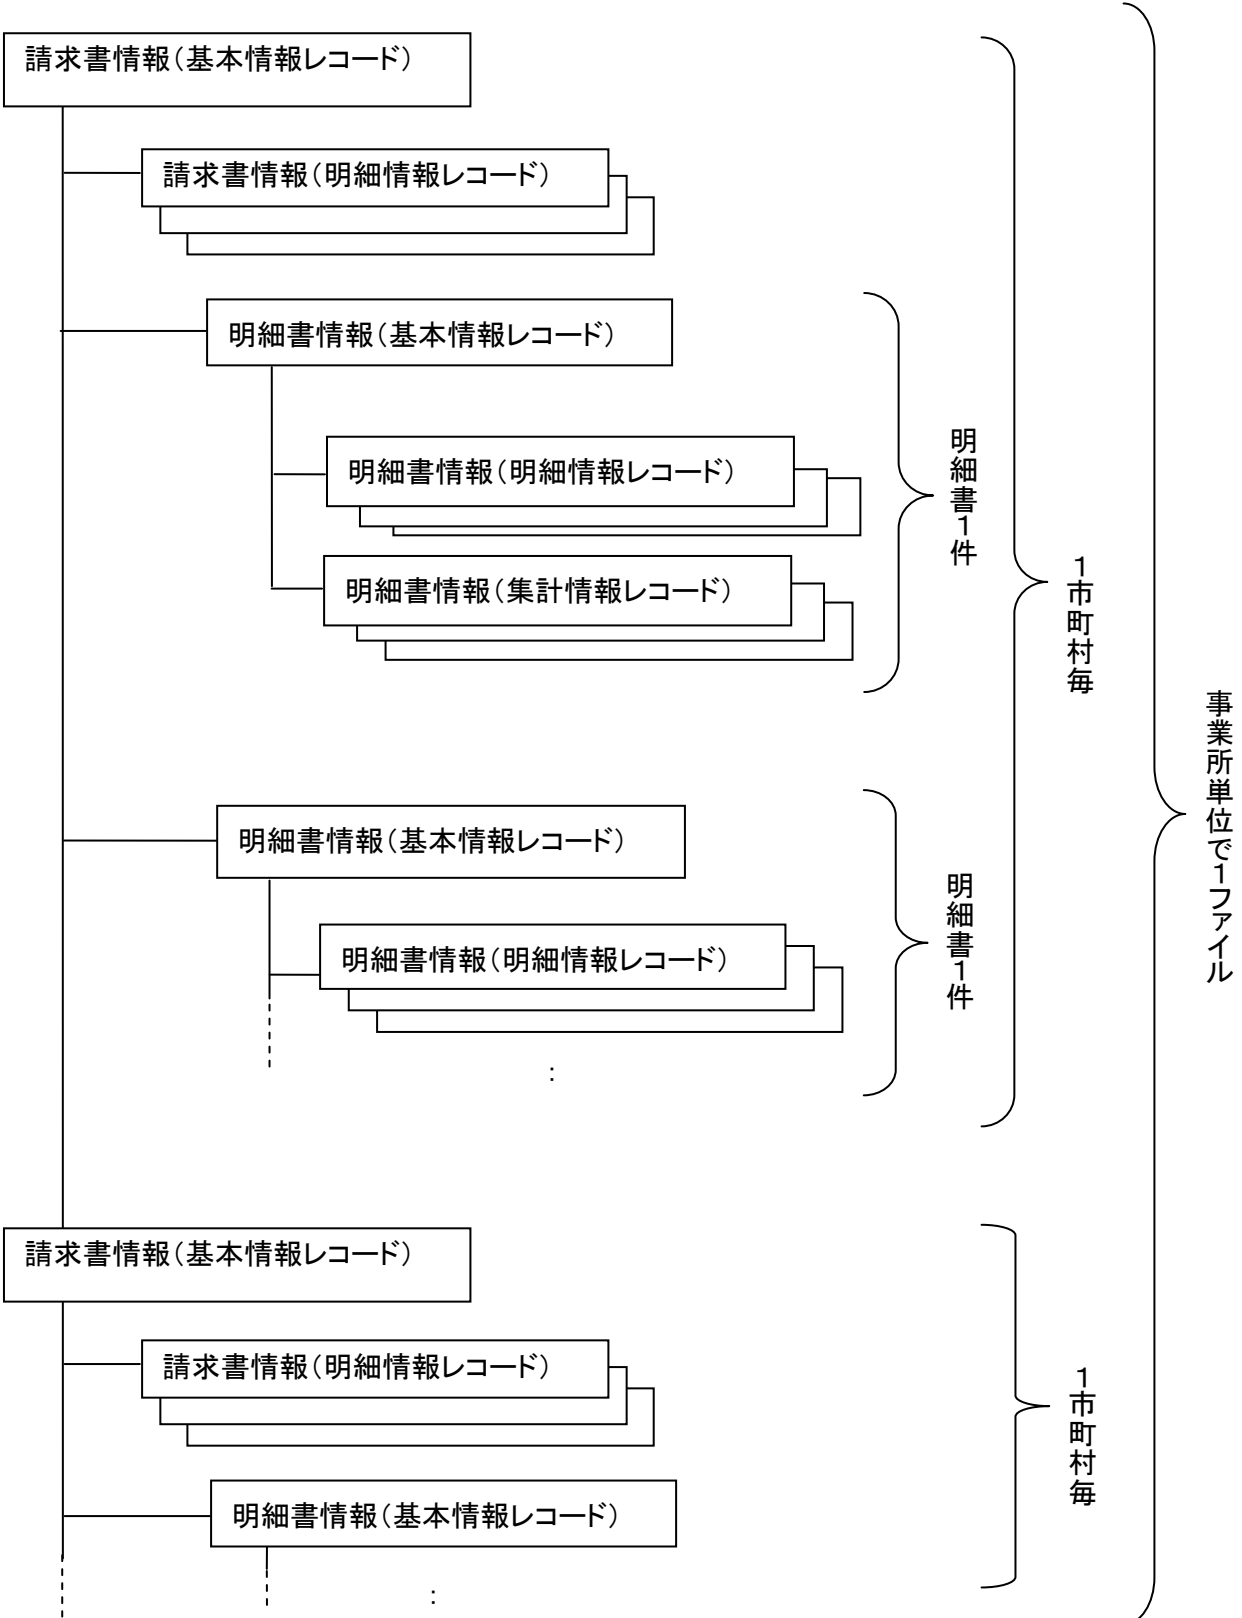 請求書情報(基本情報レコード)
請求書情報(明細情報レコード)
明細書情報(基本情報レコード)
明細書情報(明細情報レコード)
明細書情報(集計情報レコード)
明細書1件
1市町村毎
事業所単位で1ファイル
明細書情報(基本情報レコード)
明細書情報(明細情報レコード)
:
明細書1件
請求書情報(基本情報レコード)
請求書情報(明細情報レコード)
明細書情報(基本情報レコード)
:
1市町村毎